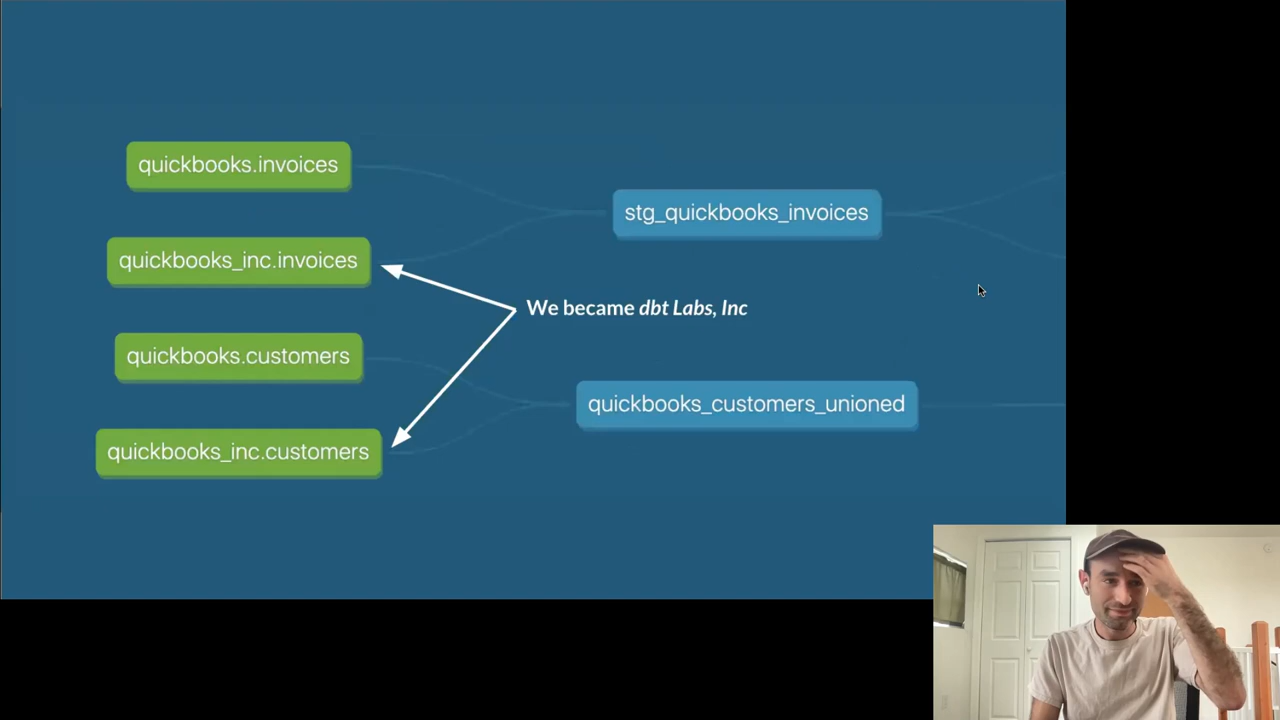 quickbooks.invoices
stg_quickbooks_invoices
quickbooks_inc.invoices
We became dbt Labs, Inc
quickbooks.customers
quickbooks_customers_unioned
quickbooks_inc.customers